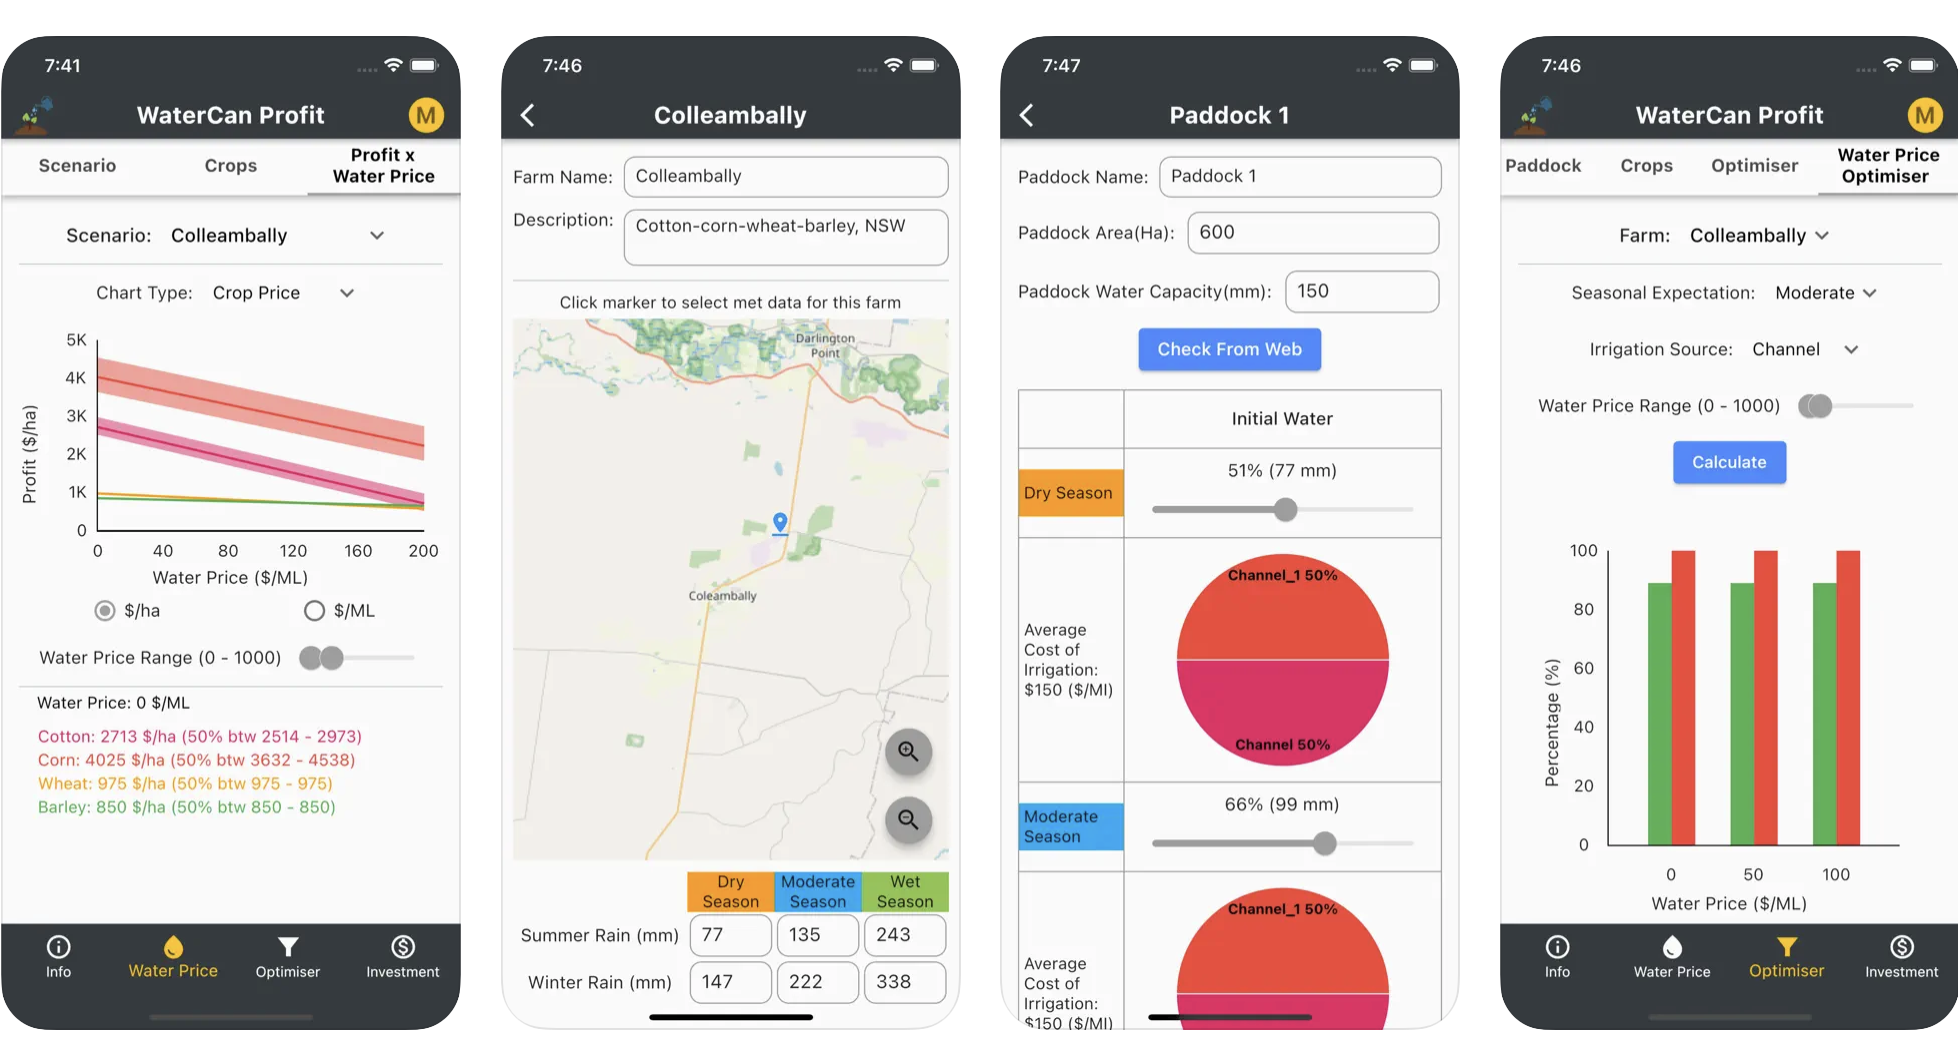 7:41
WaterCan Profit
M
Scenario
Crops
Profit x
Water Price
Scenario: Colleambally
Chart Type: Crop Price
5K
4K
3K
2K
1K
0
Profit ($/ha)
0 40 80 120 160 200
Water Price ($/ML)
$/ha
$/ML
Water Price Range (0 - 1000)
Water Price: 0 $/ML
Cotton: 2713 $/ha (50% btw 2514 - 2973)
Corn: 4025 $/ha (50% btw 3632 - 4538)
Wheat: 975 $/ha (50% btw 975 - 975)
Barley: 850 $/ha (50% btw 850 - 850)
Info
Water Price
Optimiser
Investment
7:46
Colleambally
Farm Name: Colleambally
Description: Cotton-corn-wheat-barley, NSW
Click marker to select met data for this farm
Darlington
Point
Coleambally
Dry
Season
Moderate
Season
Wet
Season
Summer Rain (mm) 77 135 243
Winter Rain (mm) 147 222 338
7:47
Paddock 1
Paddock Name: Paddock 1
Paddock Area(Ha): 600
Paddock Water Capacity(mm): 150
Check From Web
Initial Water
Dry Season
51% (77 mm)
Average
Cost of
Irrigation:
$150 ($/Ml)
Channel_1 50%
Channel 50%
Moderate
Season
66% (99 mm)
Average
Cost of
Irrigation:
$150 ($/Ml)
Channel_1 50%
7:46
WaterCan Profit
M
Paddock
Crops
Optimiser
Water Price
Optimiser
Farm: Colleambally
Seasonal Expectation: Moderate
Irrigation Source: Channel
Water Price Range (0 - 1000)
Calculate
100
80
60
40
20
0
Percentage (%)
0 50 100
Water Price ($/ML)
Info
Water Price
Optimiser
Investment